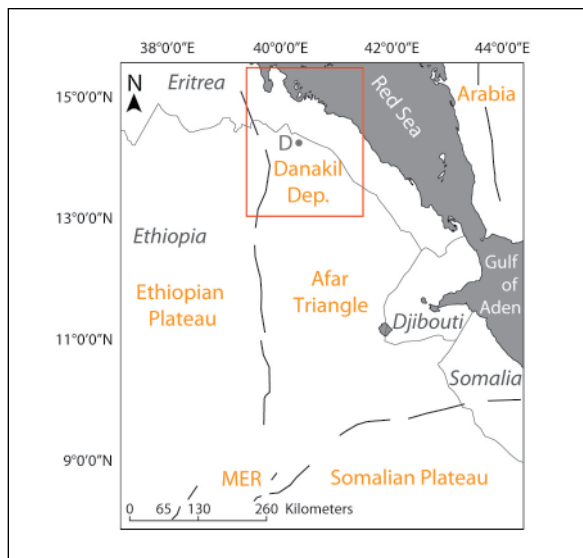 38°0'0"E 40°0'0"E 42°0'0"E 44°0'0"E
N
Eritrea
Red Sea
15°0'0"N
Arabia
D
Danakil
Dep.
13°0'0"N
Ethiopia
Gulf
of
Aden
Ethiopian
Plateau
Afar
Triangle
Djibouti
11°0'0"N
Somalia
9°0'0"N
MER
Somalian Plateau
0 65 130 260 Kilometers